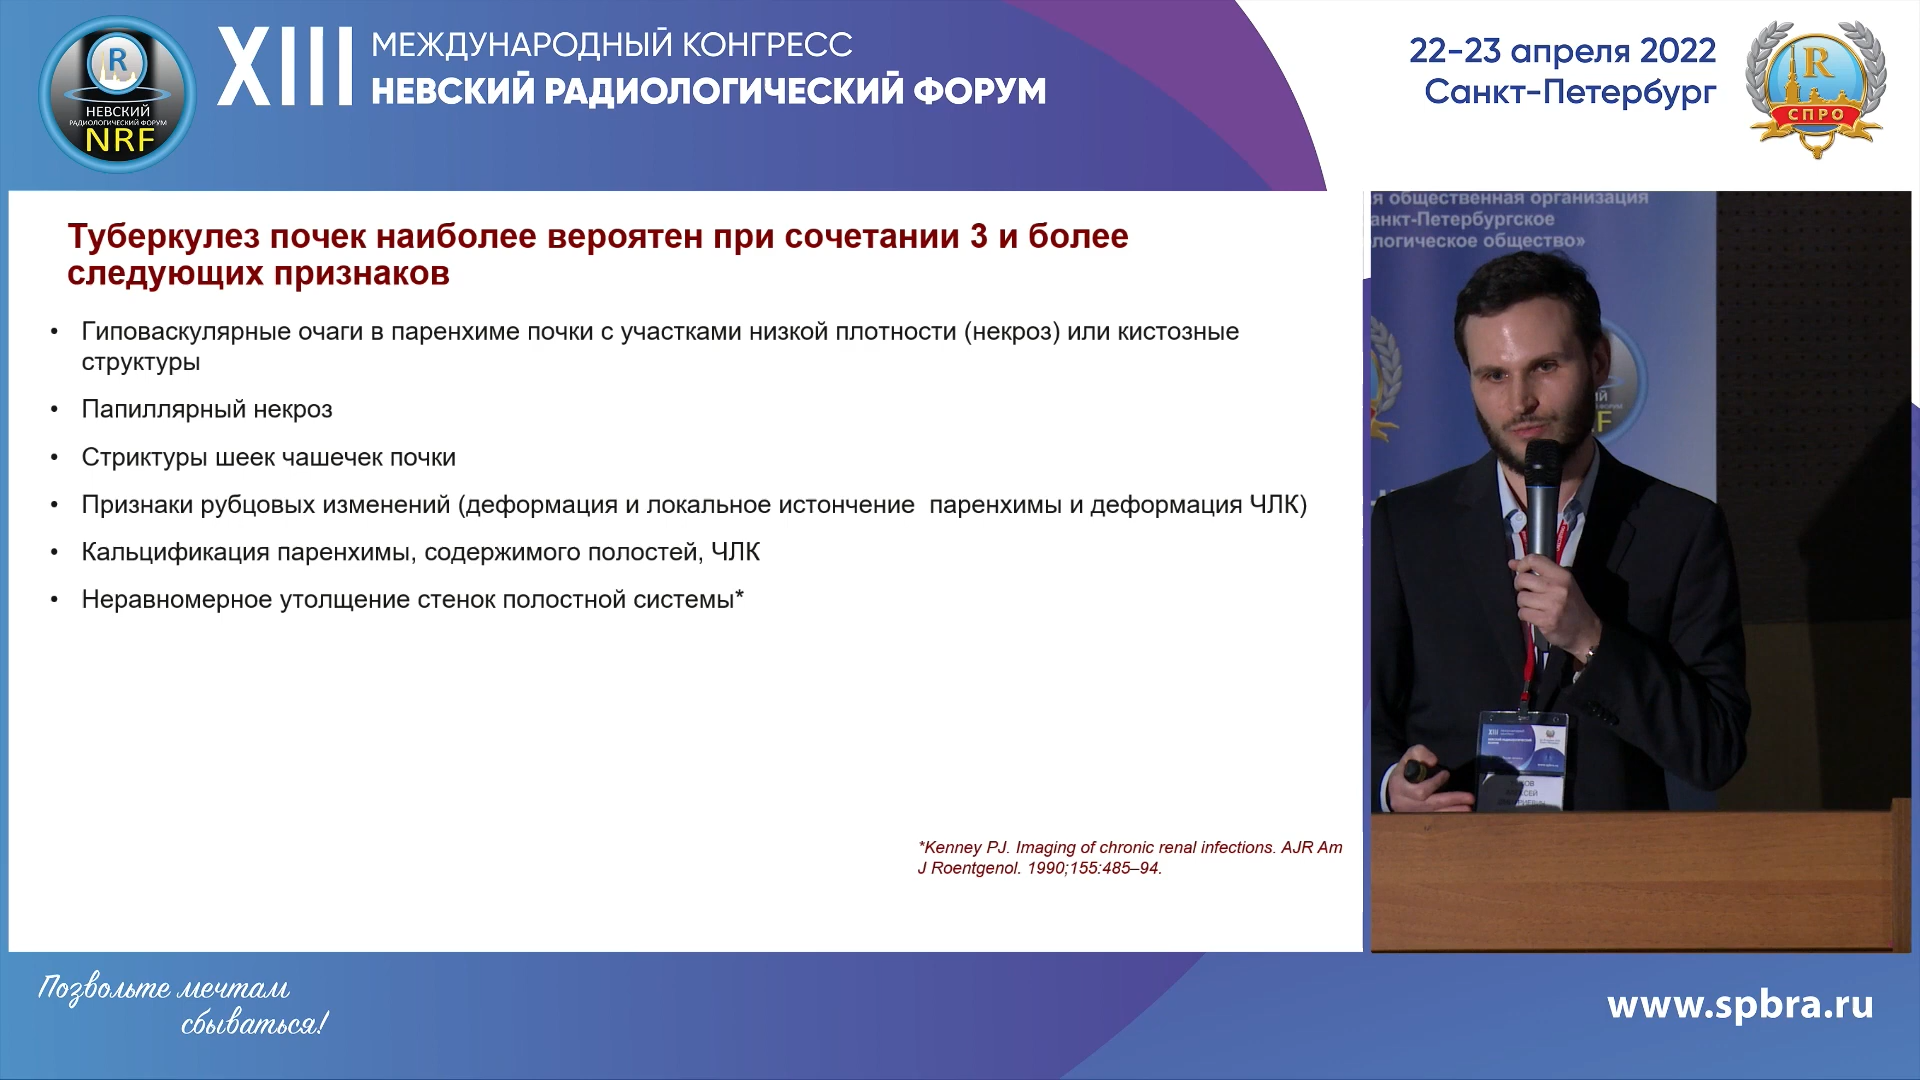 R
НЕВСКИЙ
РАДИОЛОГИЧЕСКИЙ ФОРУМ
NRF
XIII МЕЖДУНАРОДНЫЙ КОНГРЕСС
НЕВСКИЙ РАДИОЛОГИЧЕСКИЙ ФОРУМ
22-23 апреля 2022
Санкт-Петербург
R
СПРО
Туберкулез почек наиболее вероятен при сочетании 3 и более
следующих признаков
• Гиповаскулярные очаги в паренхиме почки с участками низкой плотности (некроз) или кистозные
структуры
• Папиллярный некроз
• Стриктуры шеек чашечек почки
• Признаки рубцовых изменений (деформация и локальное истончение паренхимы и деформация ЧЛК)
• Кальцификация паренхимы, содержимого полостей, ЧЛК
• Неравномерное утолщение стенок полостной системы*
*Kenney PJ. Imaging of chronic renal infections. AJR Am
J Roentgenol. 1990;155:485–94.
я общественная организация
анкт-Петербургское
логическое общество»
XIII
Позвольте мечтам
сбываться!
www.spbra.ru